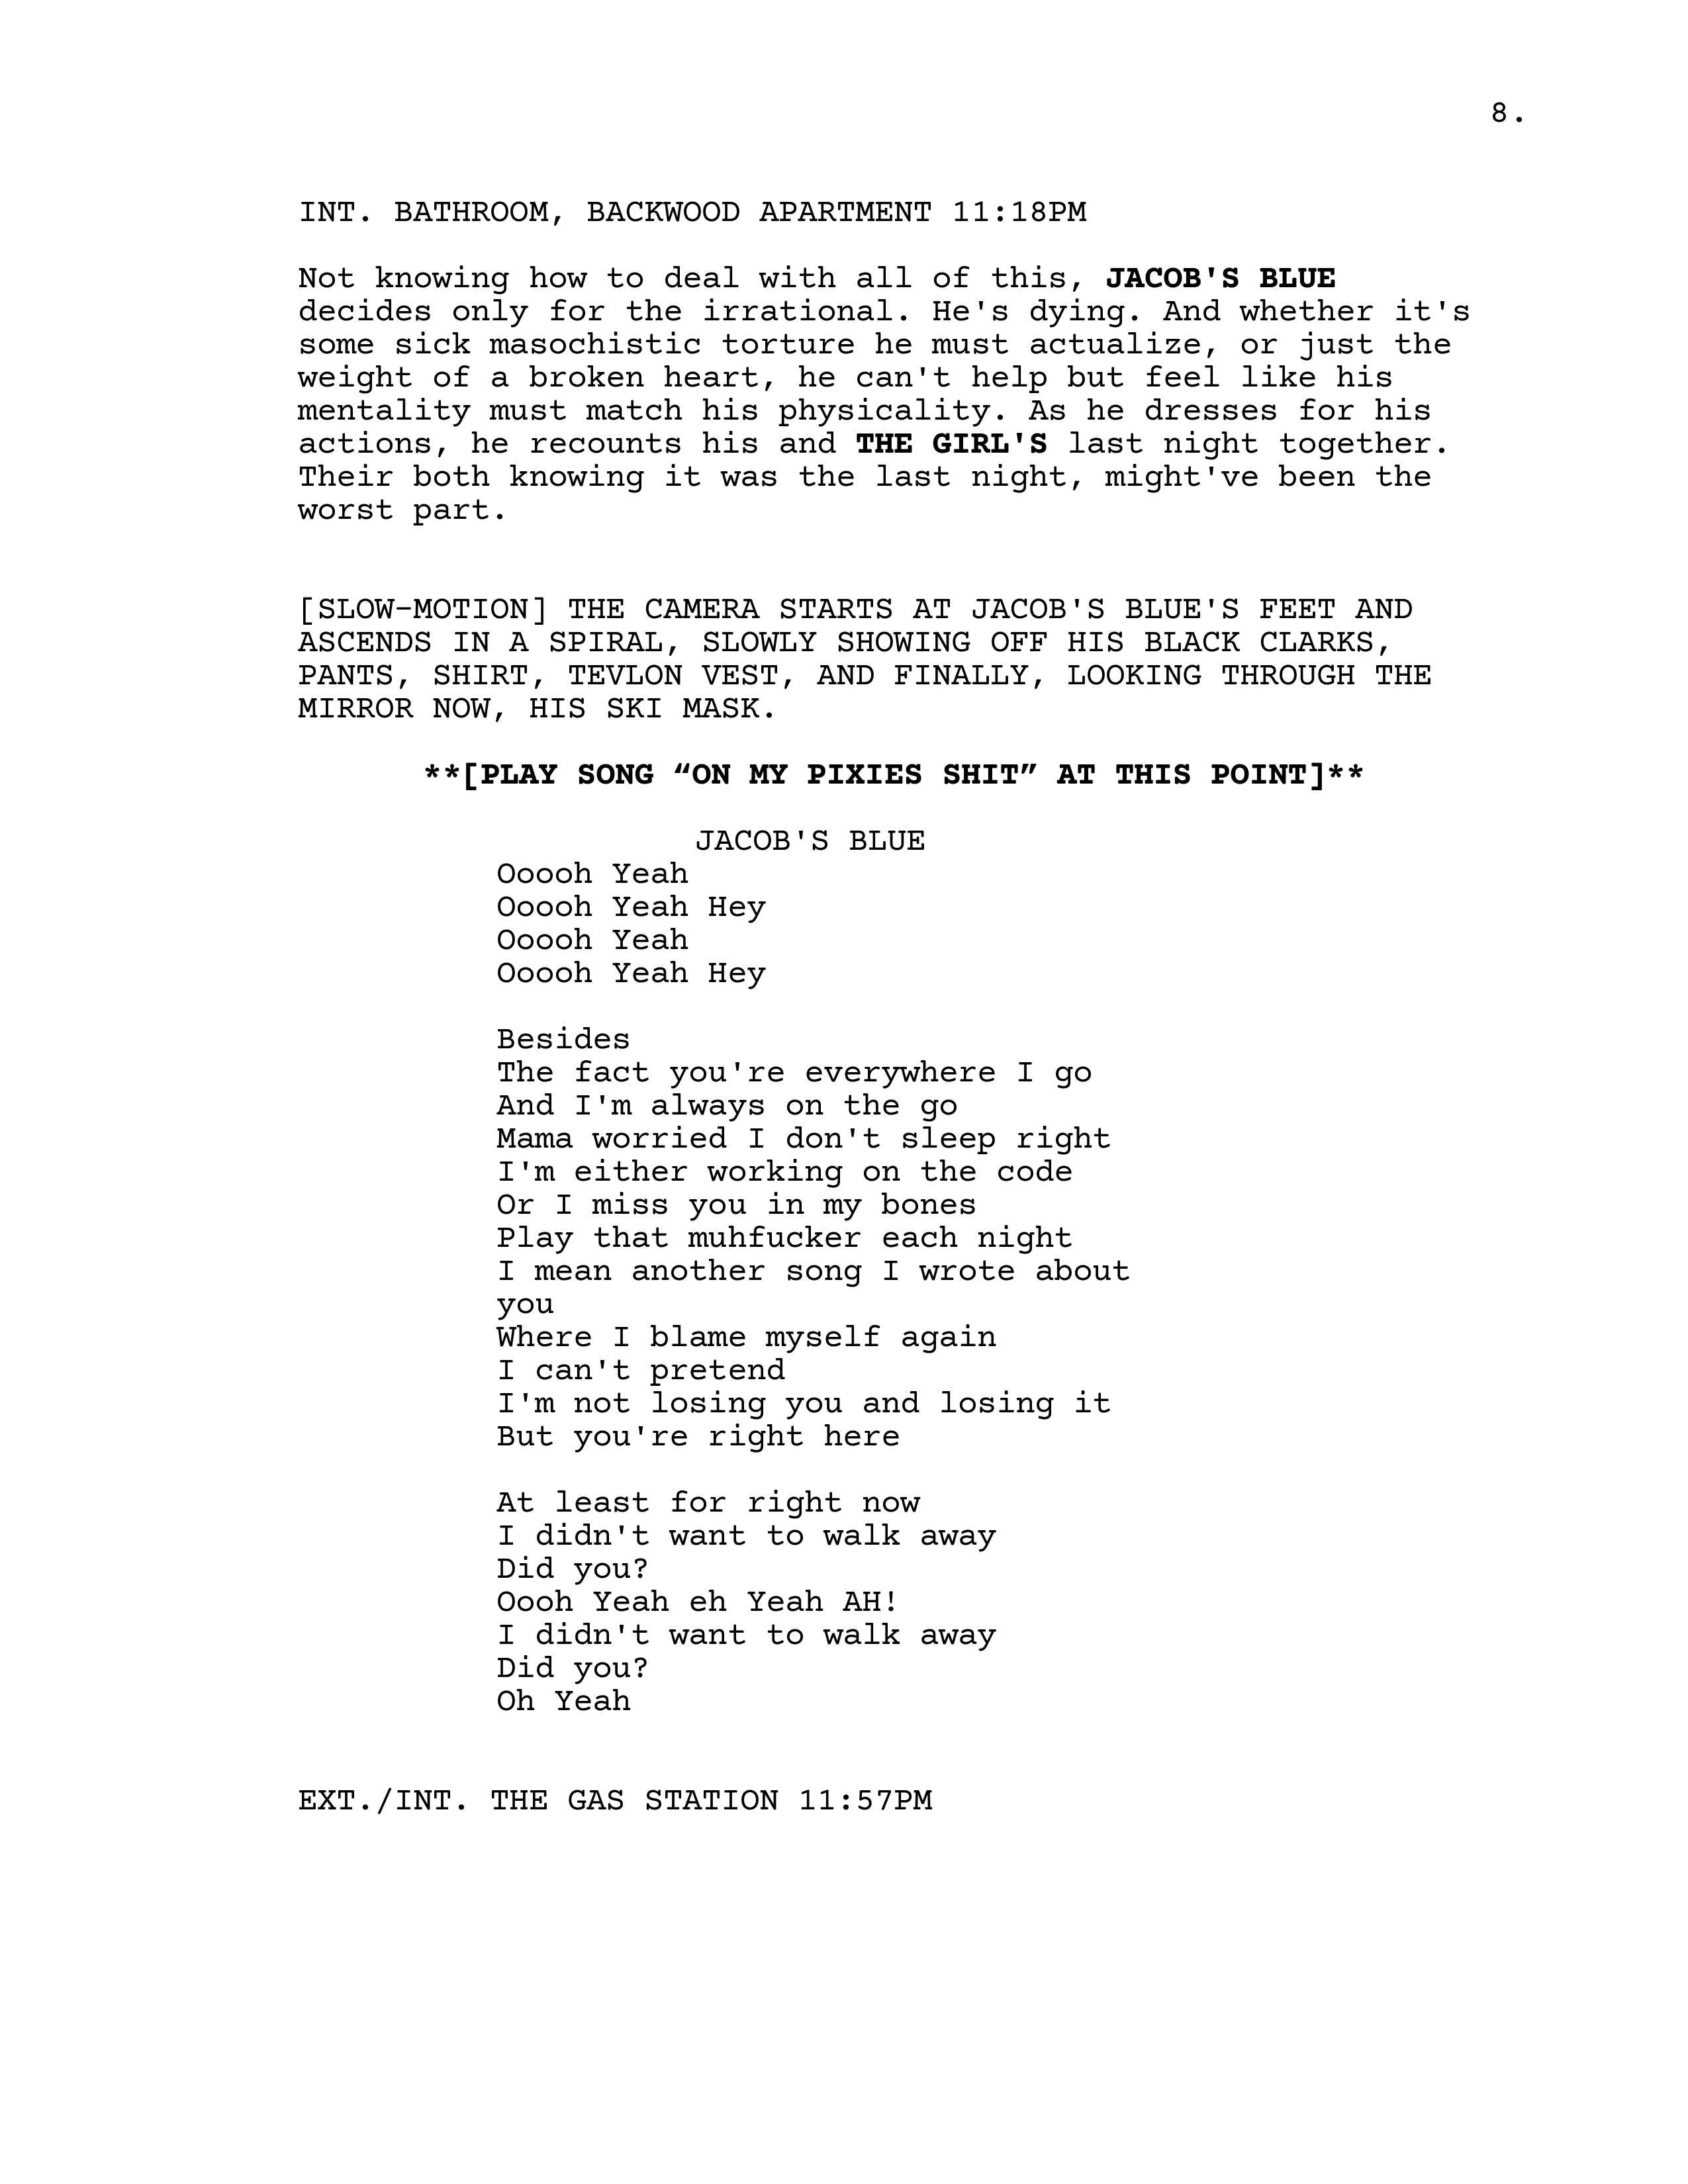 8.
INT. BATHROOM, BACKWOOD APARTMENT 11:18PM
Not knowing how to deal with all of this, JACOB'S BLUE
decides only for the irrational. He's dying. And whether it's
some sick masochistic torture he must actualize, or just the
weight of a broken heart, he can't help but feel like his
mentality must match his physicality. As he dresses for his
actions, he recounts his and THE GIRL'S last night together.
Their both knowing it was the last night, might've been the
worst part.
[SLOW-MOTION] THE CAMERA STARTS AT JACOB'S BLUE'S FEET AND
ASCENDS IN A SPIRAL, SLOWLY SHOWING OFF HIS BLACK CLARKS,
PANTS, SHIRT, TEVLON VEST, AND FINALLY, LOOKING THROUGH THE
MIRROR NOW, HIS SKI MASK.
**[PLAY SONG “ON MY PIXIES SHIT” AT THIS POINT]**
JACOB'S BLUE
Ooooh Yeah
Ooooh Yeah Hey
Ooooh Yeah
Ooooh Yeah Hey
Besides
The fact you're everywhere I go
And I'm always on the go
Mama worried I don't sleep right
I'm either working on the code
Or I miss you in my bones
Play that muhfucker each night
I mean another song I wrote about
you
Where I blame myself again
I can't pretend
I'm not losing you and losing it
But you're right here
At least for right now
I didn't want to walk away
Did you?
Oooh Yeah eh Yeah AH!
I didn't want to walk away
Did you?
Oh Yeah
EXT./INT. THE GAS STATION 11:57PM